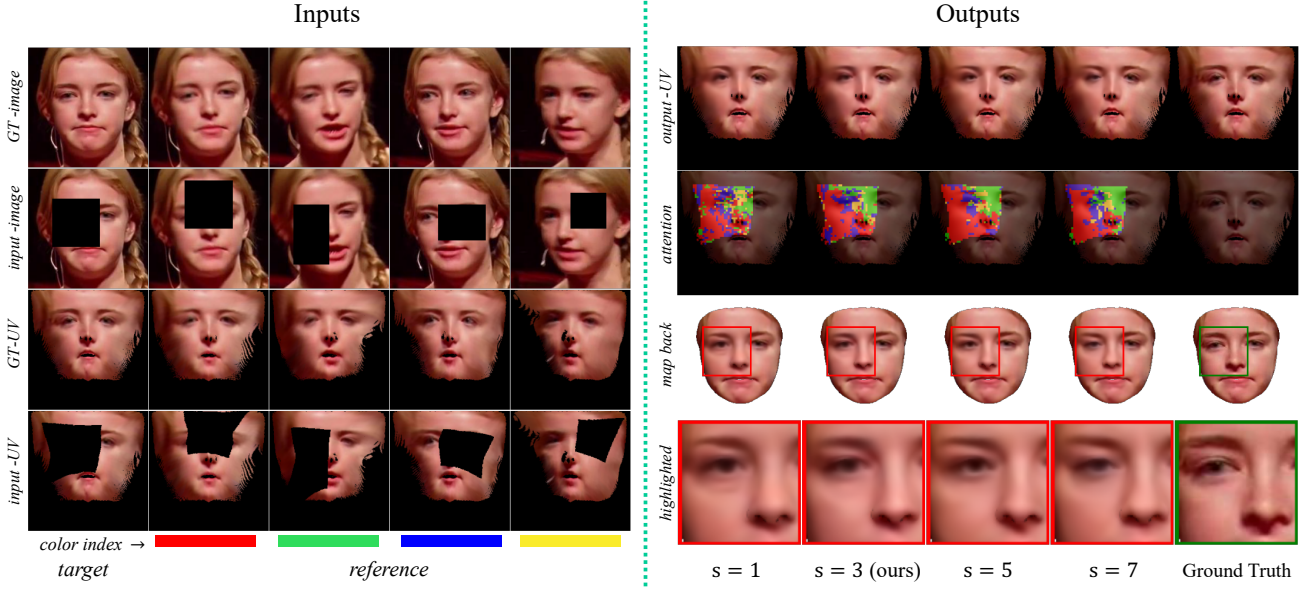 Inputs
Outputs
GT -image
input -image
GT-UV
input-UV
color index →
target
reference
output -UV
attention
map back
highlighted
s = 1
s = 3 (ours)
s = 5
s = 7
Ground Truth